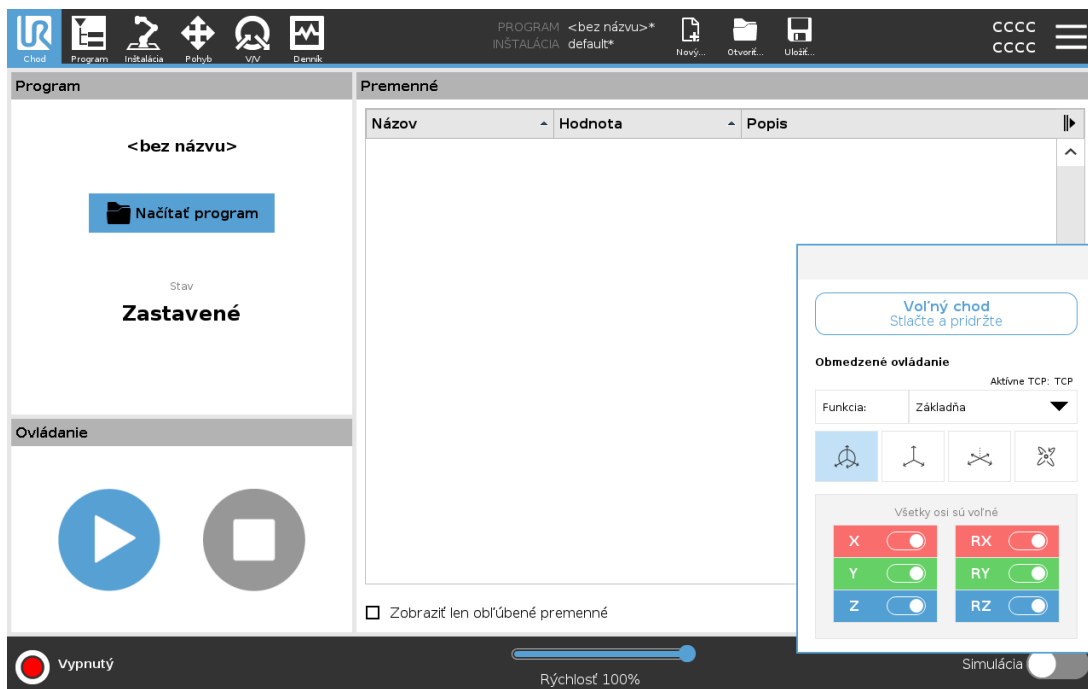 PROGRAM <bez názvu>*
INŠTALÁCIA default*
Chod
Program
Inštalácia
Pohyb
V/V
Denník
Nový...
Otvoriť...
Uložiť...
CCCC
CCCC
Program
<bez názvu>
Načítať program
Stav
Zastavené
Ovládanie
Premenné
Názov Hodnota Popis
Zobraziť len obľúbené premenné
Voľný chod
Stlačte a pridržte
Obmedzené ovládanie
Aktívne TCP: TCP
Funkcia: Základňa
Všetky osi sú voľné
X RX
Y RY
Z RZ
Vypnutý
Rýchlosť 100%
Simulácia